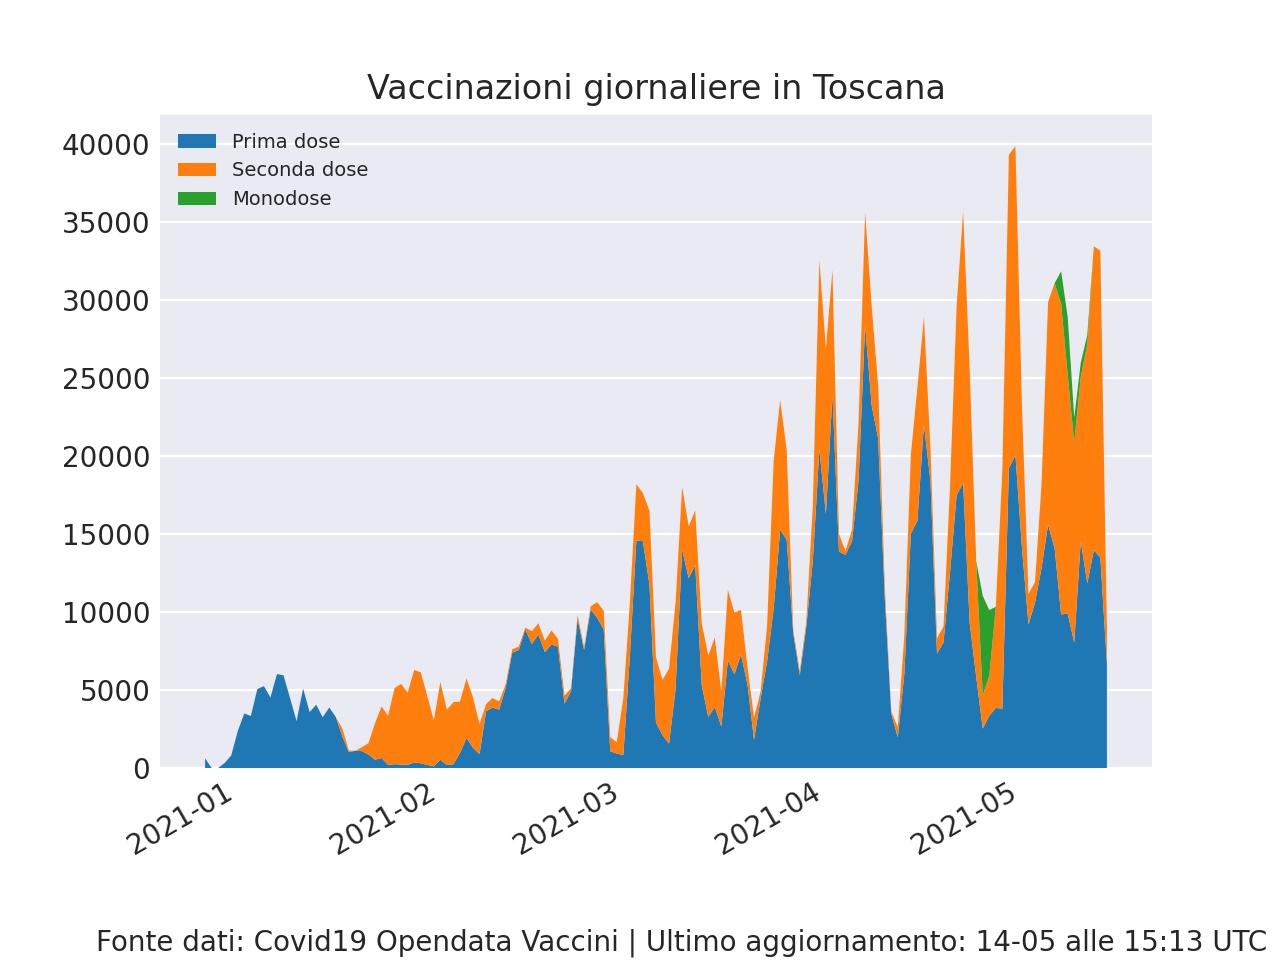 Vaccinazioni giornaliere in Toscana
Prima dose
Seconda dose
Monodose
40000
35000
30000
25000
20000
15000
10000
5000
0
2021-01
2021-02
2021-03
2021-04
2021-05
Fonte dati: Covid19 Opendata Vaccini | Ultimo aggiornamento: 14-05 alle 15:13 UTC